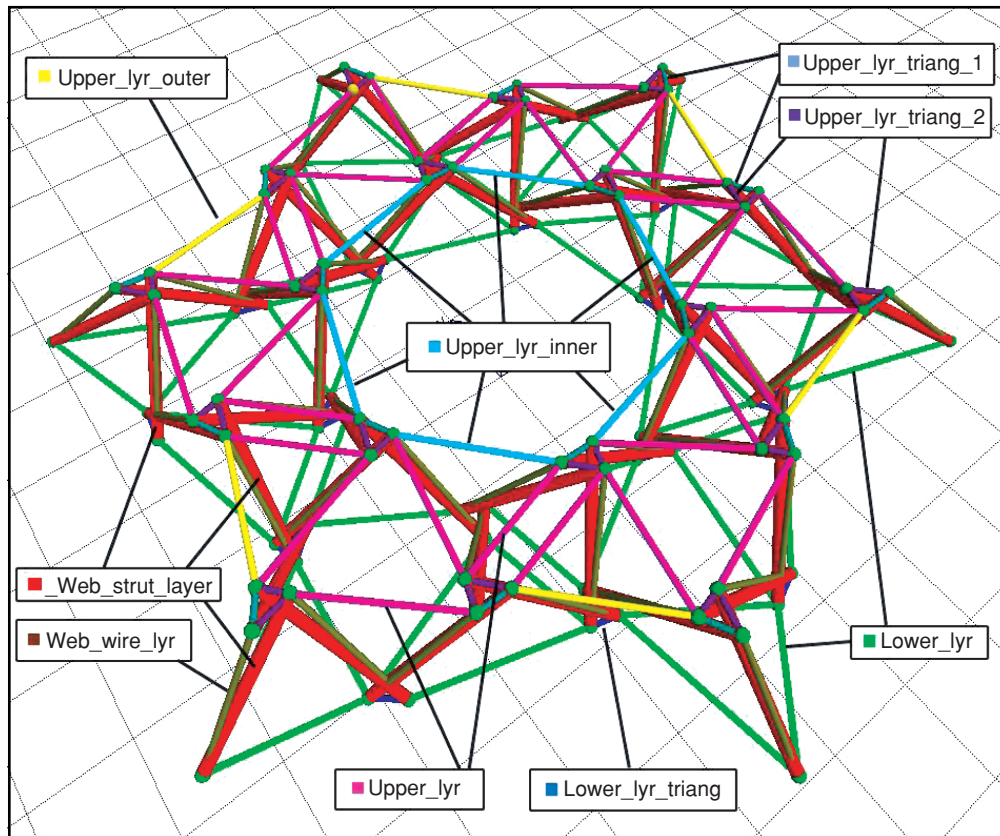 Upper_lyr_outer
Upper_lyr_triang_1
Upper_lyr_triang_2
Upper_lyr_inner
_Web_strut_layer
Web_wire_lyr
Lower_lyr
Upper_lyr
Lower_lyr_triang